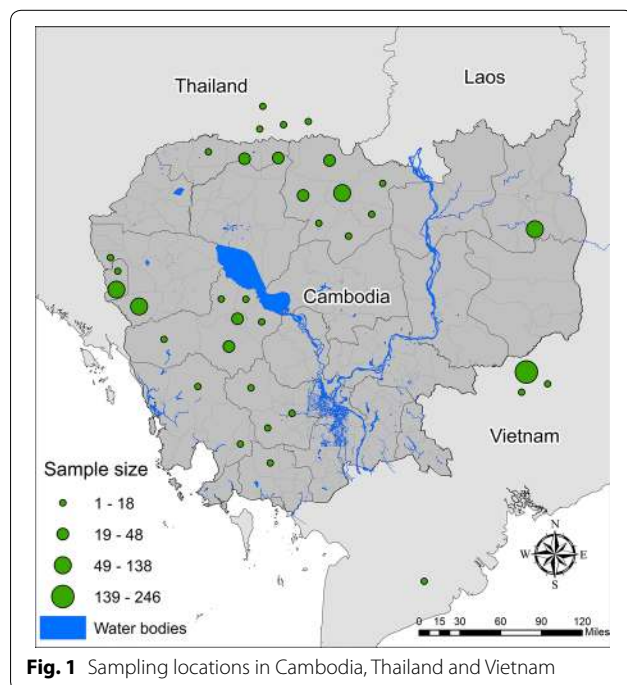 Thailand
Laos
Cambodia
Vietnam
Sample size
1 - 18
19 - 48
49 - 138
139 - 246
Water bodies
N
W E
S
0 15 30 60 90 120
Miles
Fig. 1 Sampling locations in Cambodia, Thailand and Vietnam